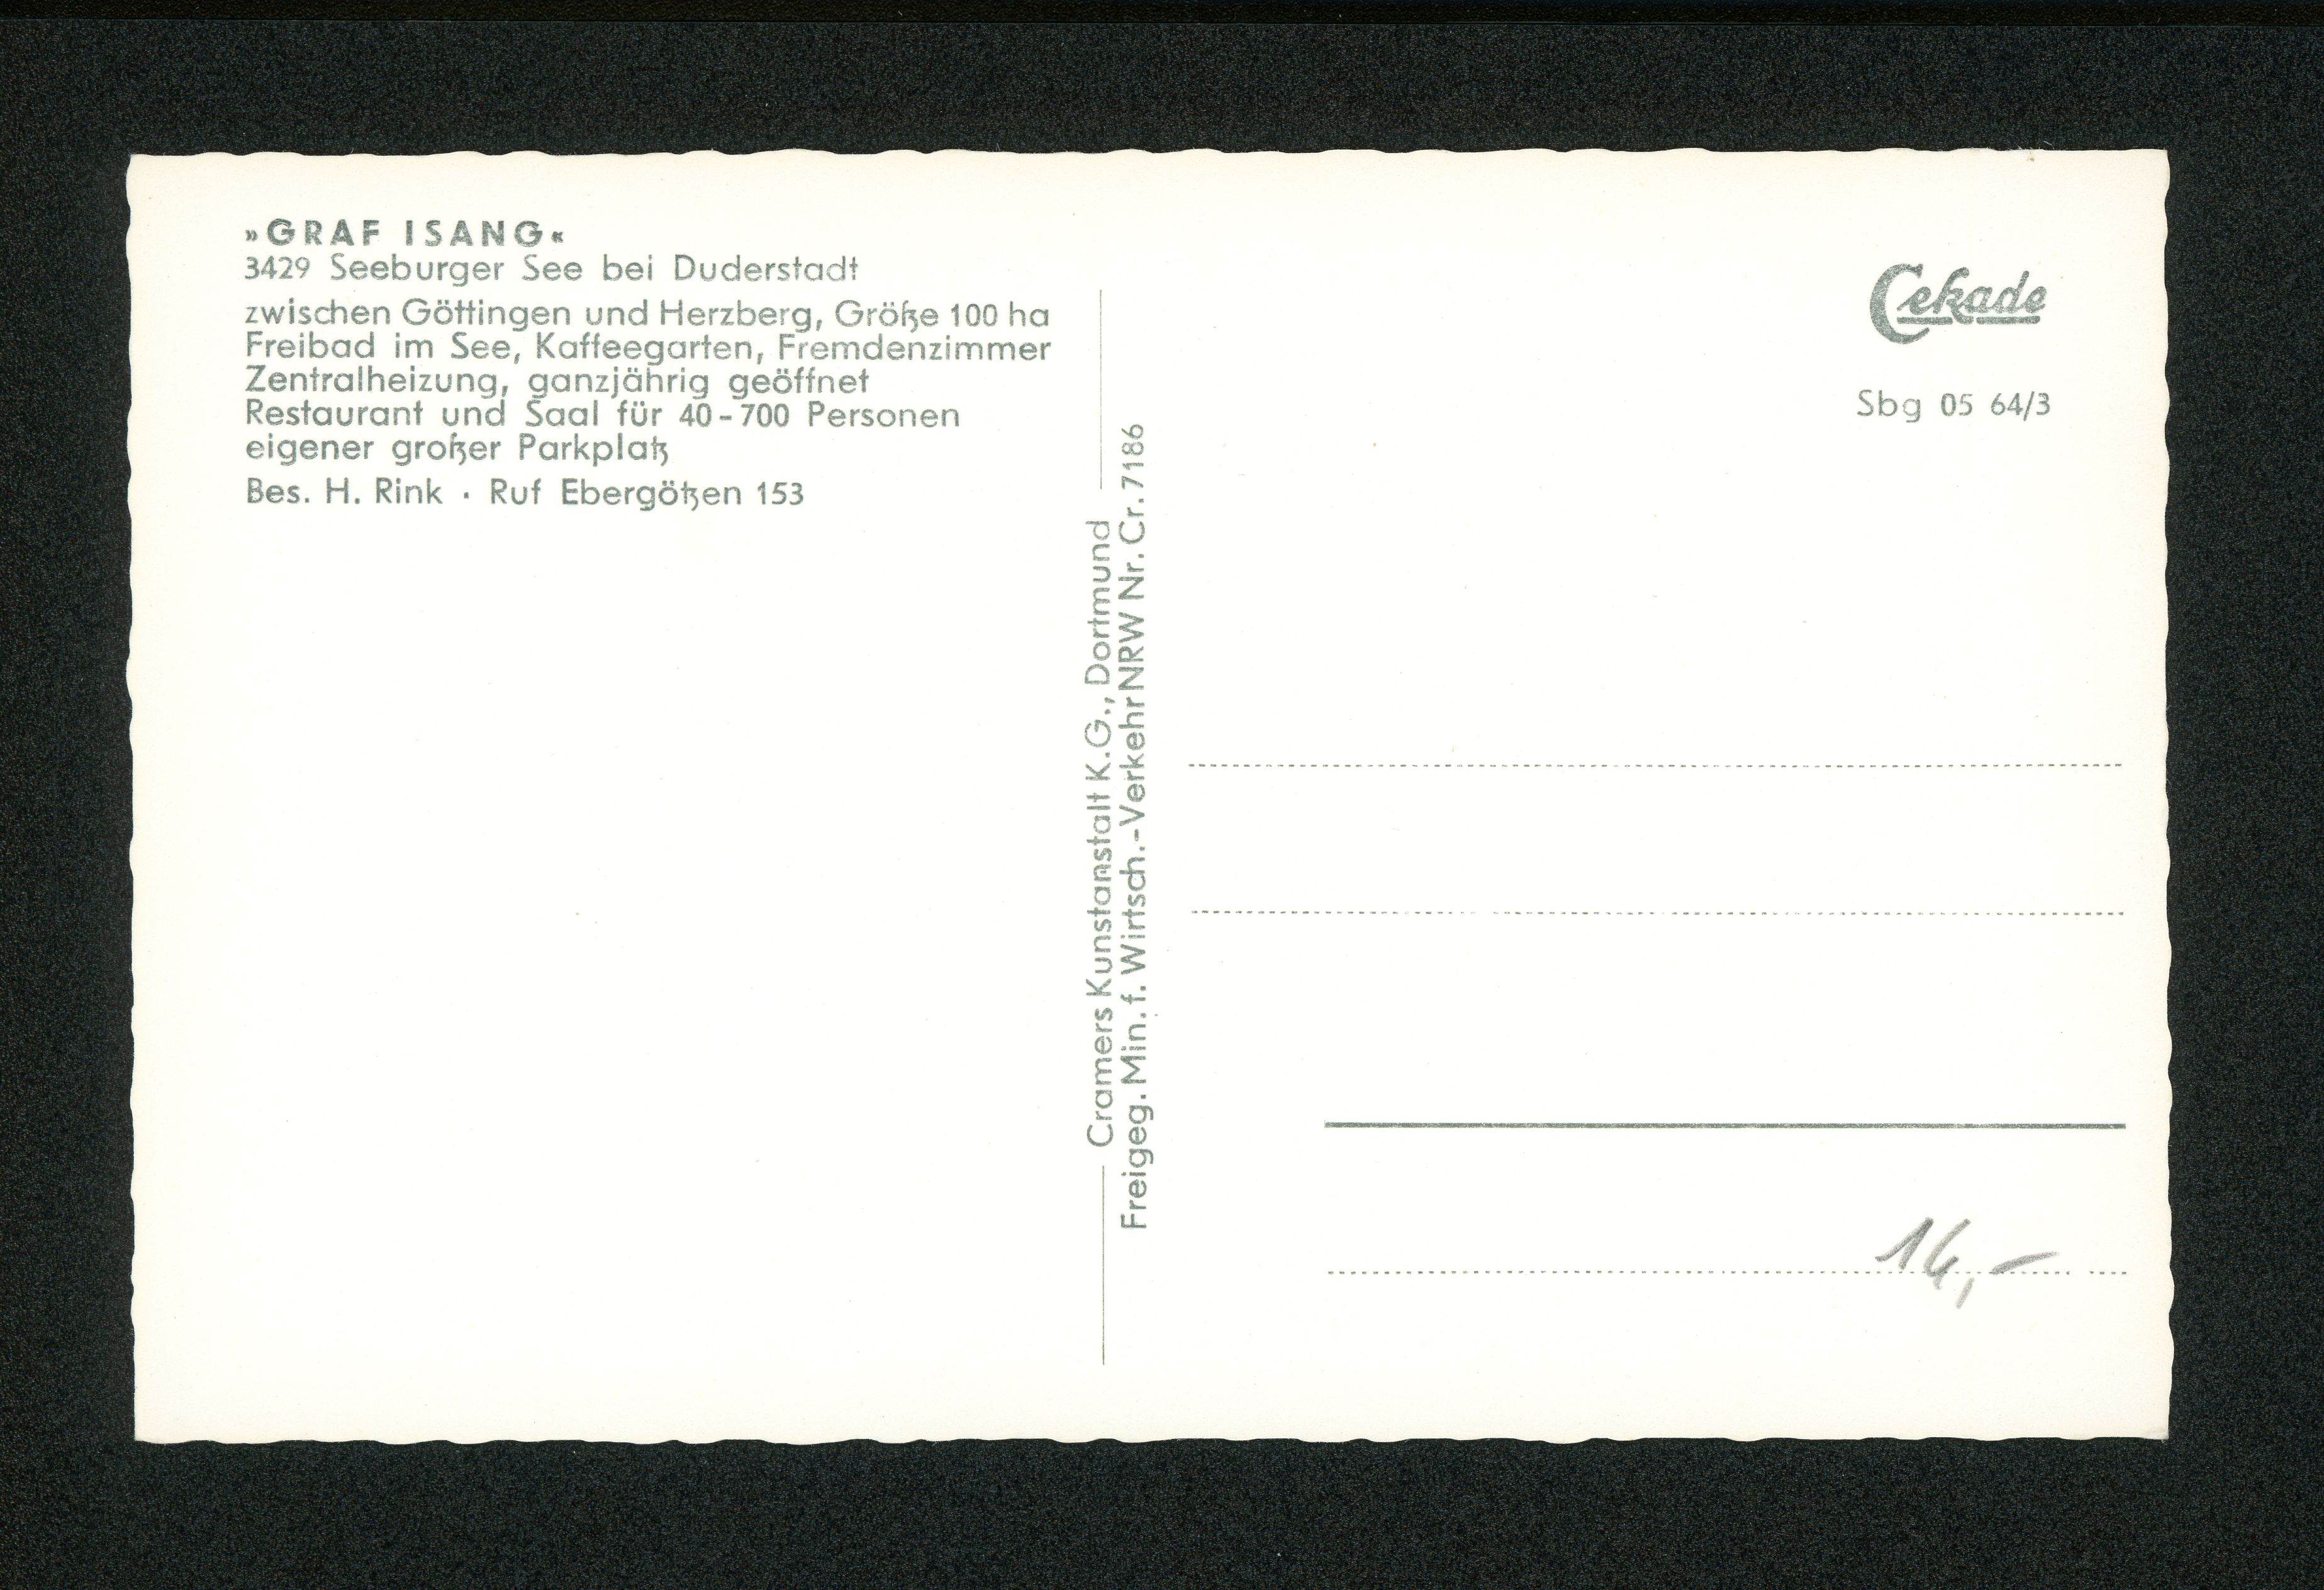 »GRAF ISANG«
3429 Seeburger See bei Duderstadt
zwischen Göttingen und Herzberg, Größe 100 ha
Freibad im See, Kaffeegarten, Fremdenzimmer
Zentralheizung, ganzjährig geöffnet
Restaurant und Saal für 40-700 Personen
eigener großer Parkplatz
Bes. H. Rink · Ruf Ebergötzen 153
Cramers Kunstanstalt K.G., Dortmund
Freigeg. Min. f. Wirtsch.-Verkehr NRW Nr. Cr. 7186
Cekade
Sbg 05 64/3
14,-